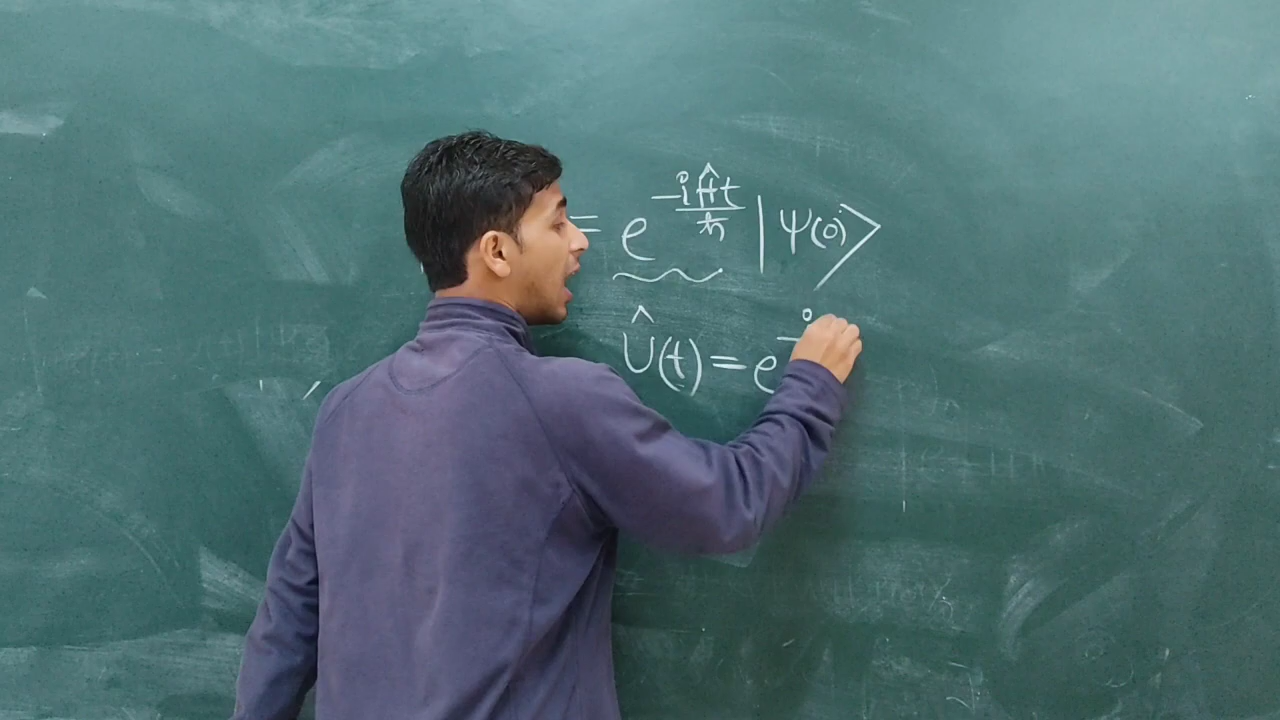 = e^{-iĤt/ħ} |ψ(0)>
Û(t) = e^{-i